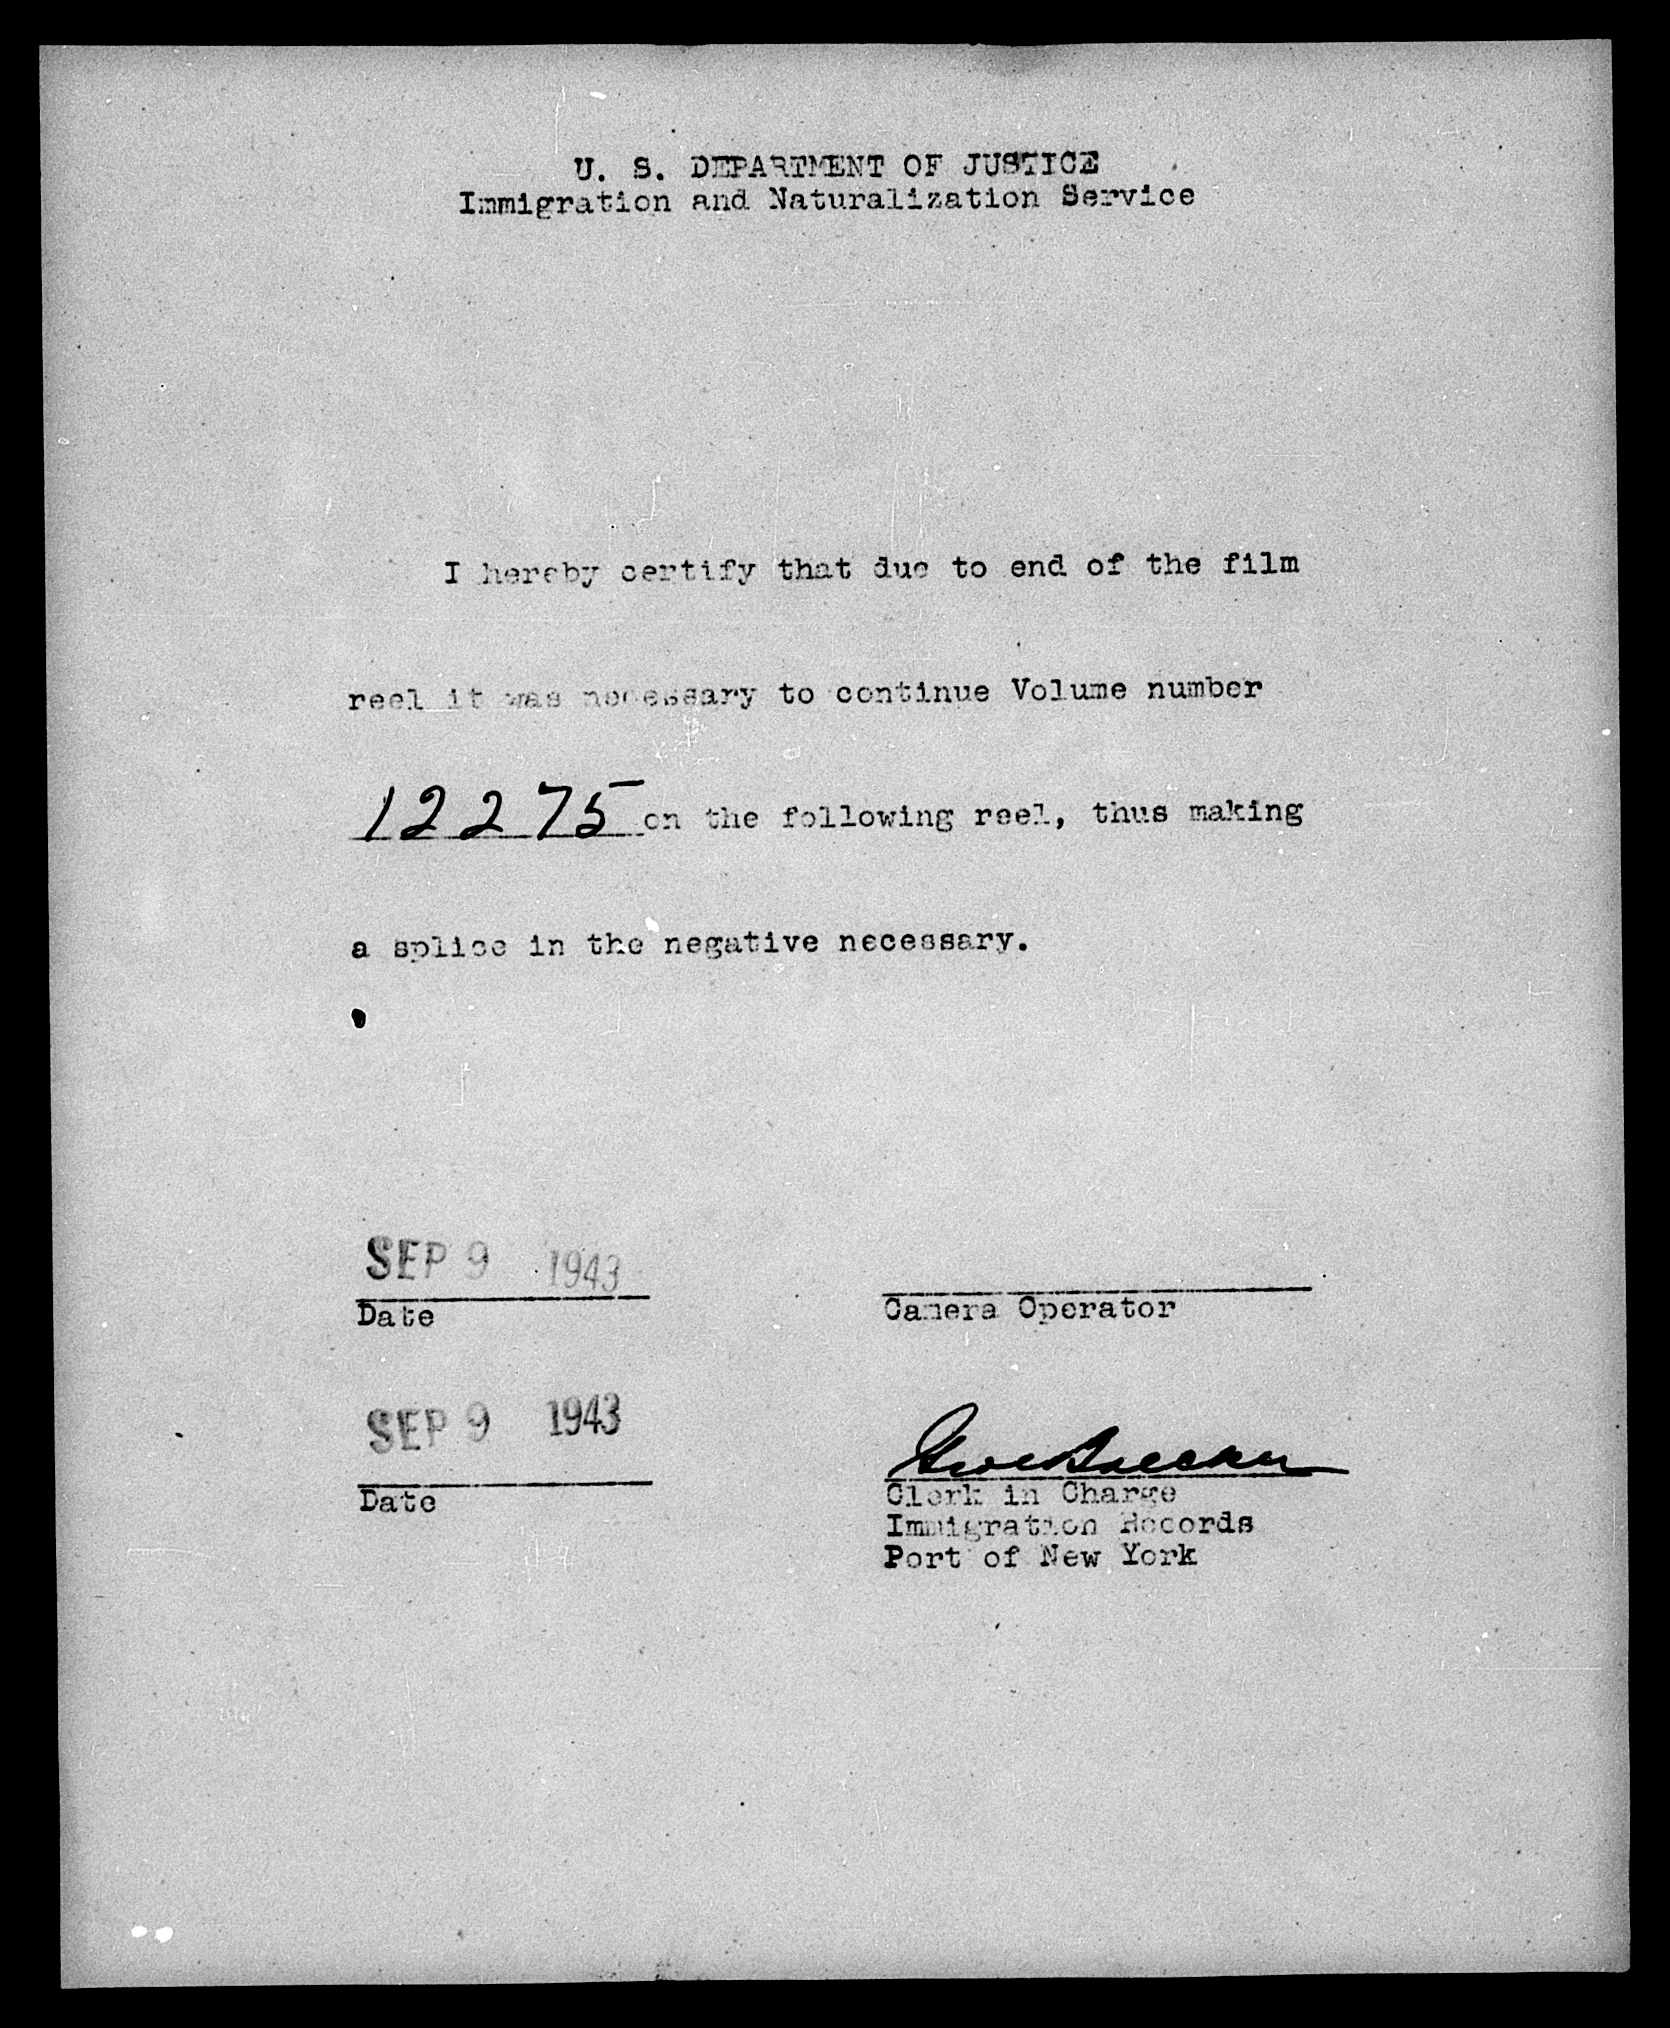 U. S. DEPARTMENT OF JUSTICE
Immigration and Naturalization Service
I hereby certify that due to end of the film
reel it was necessary to continue Volume number
12275 on the following reel, thus making
a splice in the negative necessary.
SEP 9 1943
Date
Camera Operator
SEP 9 1943
Date
Clerk in Charge
Immigration Records
Port of New York